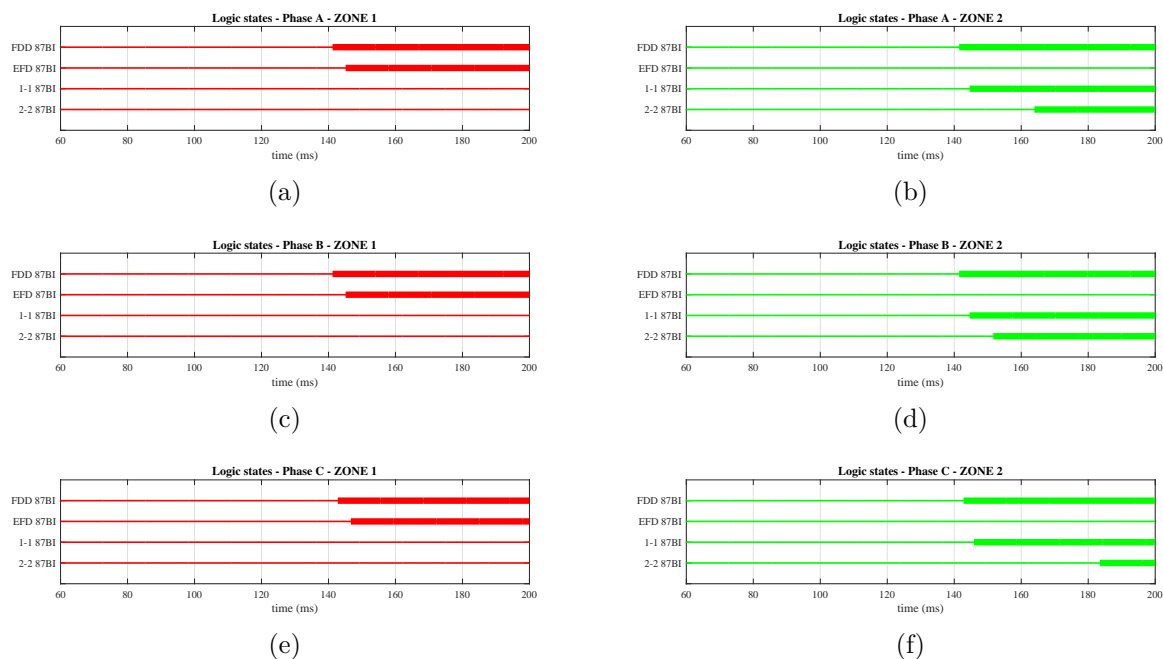 Logic states - Phase A - ZONE 1
FDD 87BI
EFD 87BI
1-1 87BI
2-2 87BI
60 80 100 120 140 160 180 200
time (ms)
(a)
Logic states - Phase A - ZONE 2
FDD 87BI
EFD 87BI
1-1 87BI
2-2 87BI
60 80 100 120 140 160 180 200
time (ms)
(b)
Logic states - Phase B - ZONE 1
FDD 87BI
EFD 87BI
1-1 87BI
2-2 87BI
60 80 100 120 140 160 180 200
time (ms)
(c)
Logic states - Phase B - ZONE 2
FDD 87BI
EFD 87BI
1-1 87BI
2-2 87BI
60 80 100 120 140 160 180 200
time (ms)
(d)
Logic states - Phase C - ZONE 1
FDD 87BI
EFD 87BI
1-1 87BI
2-2 87BI
60 80 100 120 140 160 180 200
time (ms)
(e)
Logic states - Phase C - ZONE 2
FDD 87BI
EFD 87BI
1-1 87BI
2-2 87BI
60 80 100 120 140 160 180 200
time (ms)
(f)